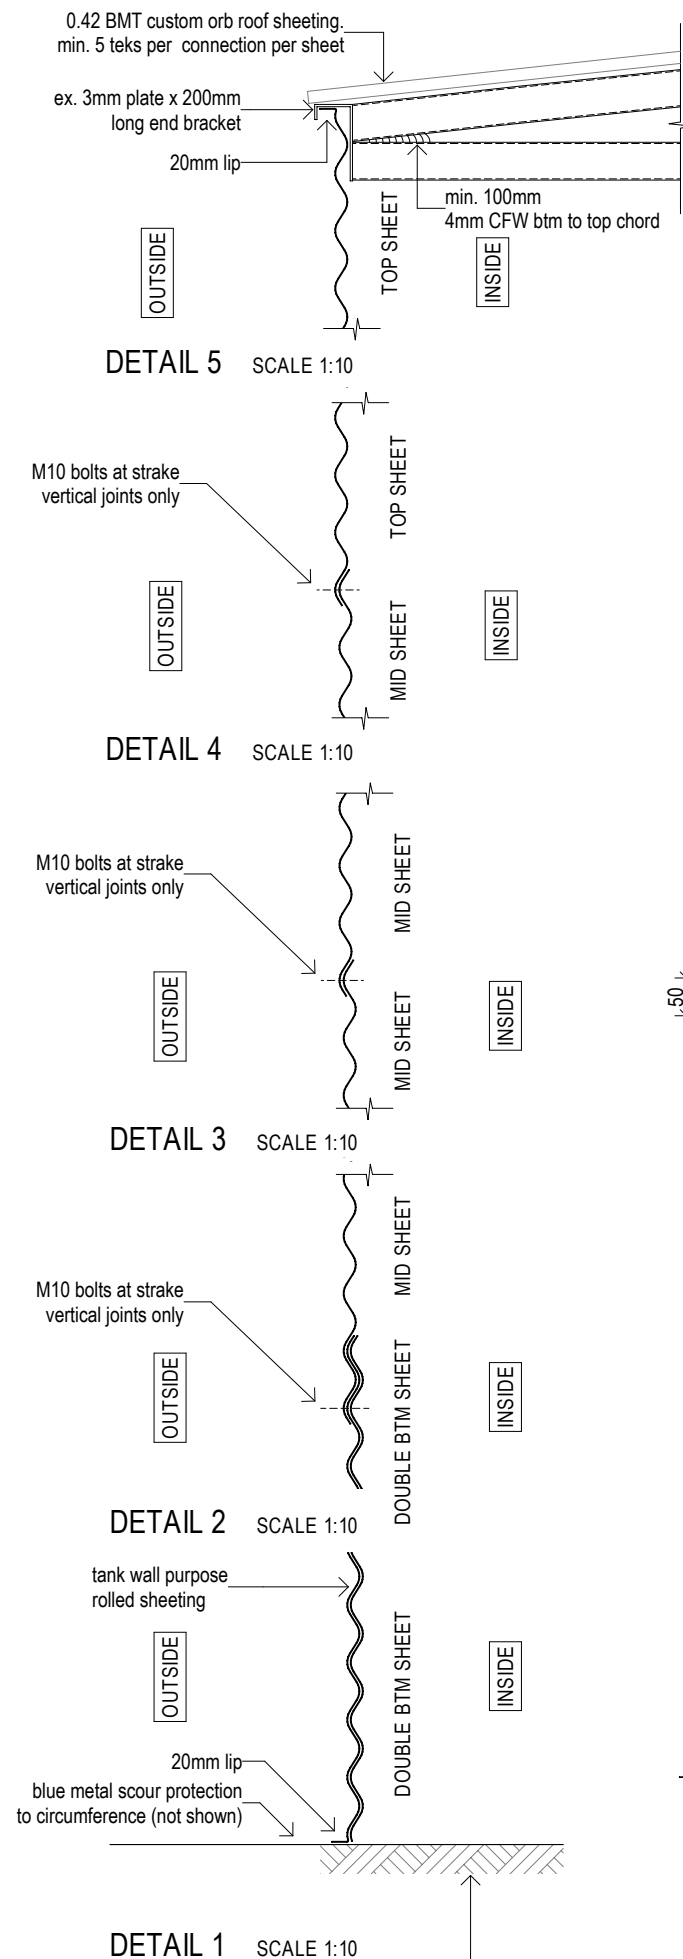 0.42 BMT custom orb roof sheeting.
min. 5 teks per connection per sheet
ex. 3mm plate x 200mm
long end bracket
20mm lip
min. 100mm
4mm CFW btm to top chord
TOP SHEET
OUTSIDE
INSIDE
DETAIL 5 SCALE 1:10
TOP SHEET
M10 bolts at strake
vertical joints only
OUTSIDE
MID SHEET
INSIDE
DETAIL 4 SCALE 1:10
MID SHEET
M10 bolts at strake
vertical joints only
OUTSIDE
MID SHEET
INSIDE
50
DETAIL 3 SCALE 1:10
MID SHEET
M10 bolts at strake
vertical joints only
OUTSIDE
DOUBLE BTM SHEET
INSIDE
DETAIL 2 SCALE 1:10
tank wall purpose
rolled sheeting
OUTSIDE
DOUBLE BTM SHEET
INSIDE
20mm lip
blue metal scour protection
to circumference (not shown)
DETAIL 1 SCALE 1:10